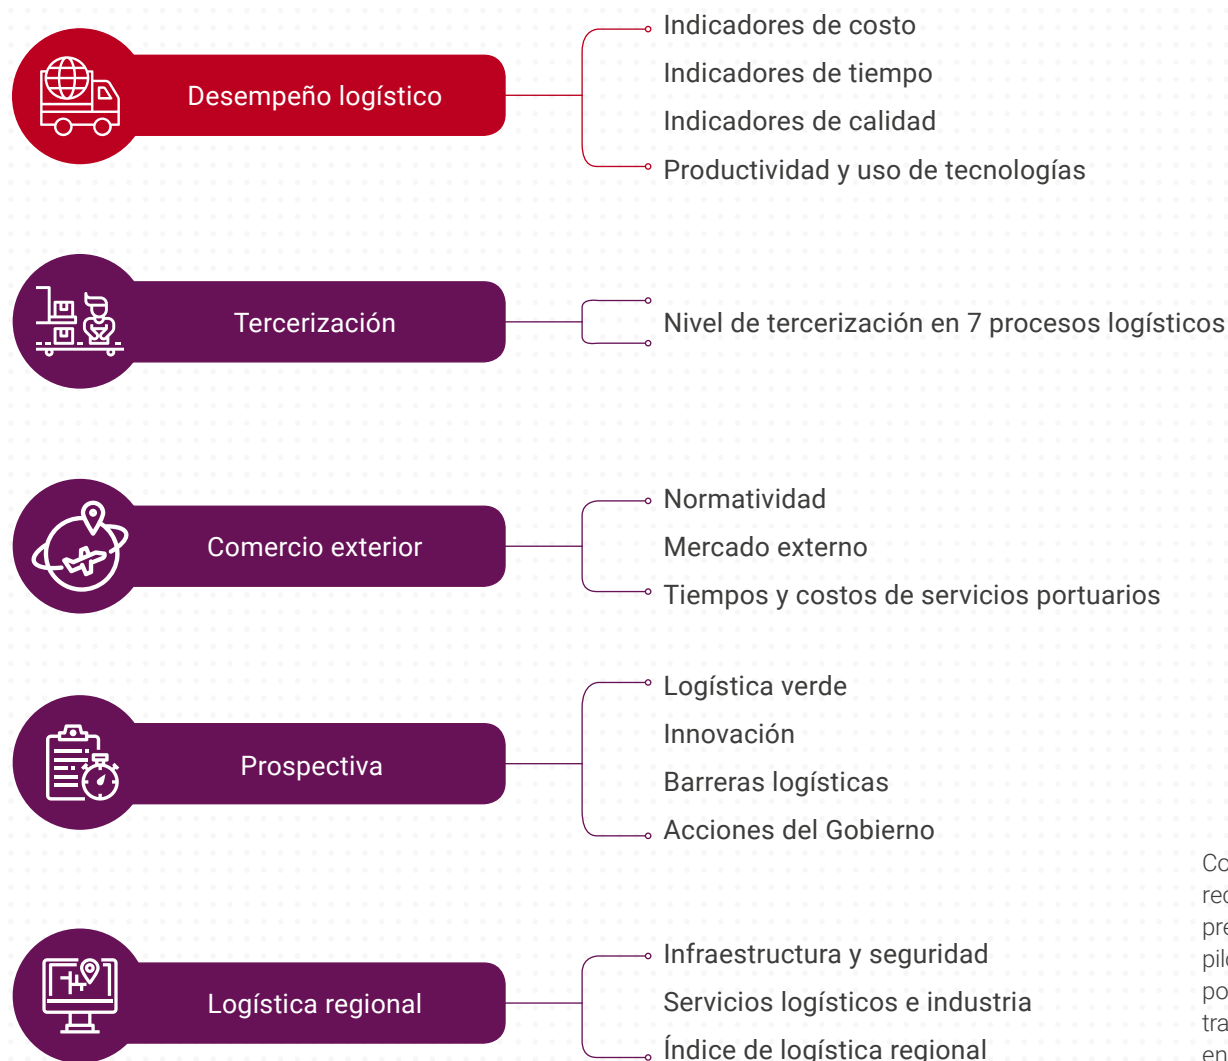 Desempeño logístico
Indicadores de costo
Indicadores de tiempo
Indicadores de calidad
Productividad y uso de tecnologías
Tercerización
Nivel de tercerización en 7 procesos logísticos
Comercio exterior
Normatividad
Mercado externo
Tiempos y costos de servicios portuarios
Prospectiva
Logística verde
Innovación
Barreras logísticas
Acciones del Gobierno
Logística regional
Infraestructura y seguridad
Servicios logísticos e industria
Índice de logística regional